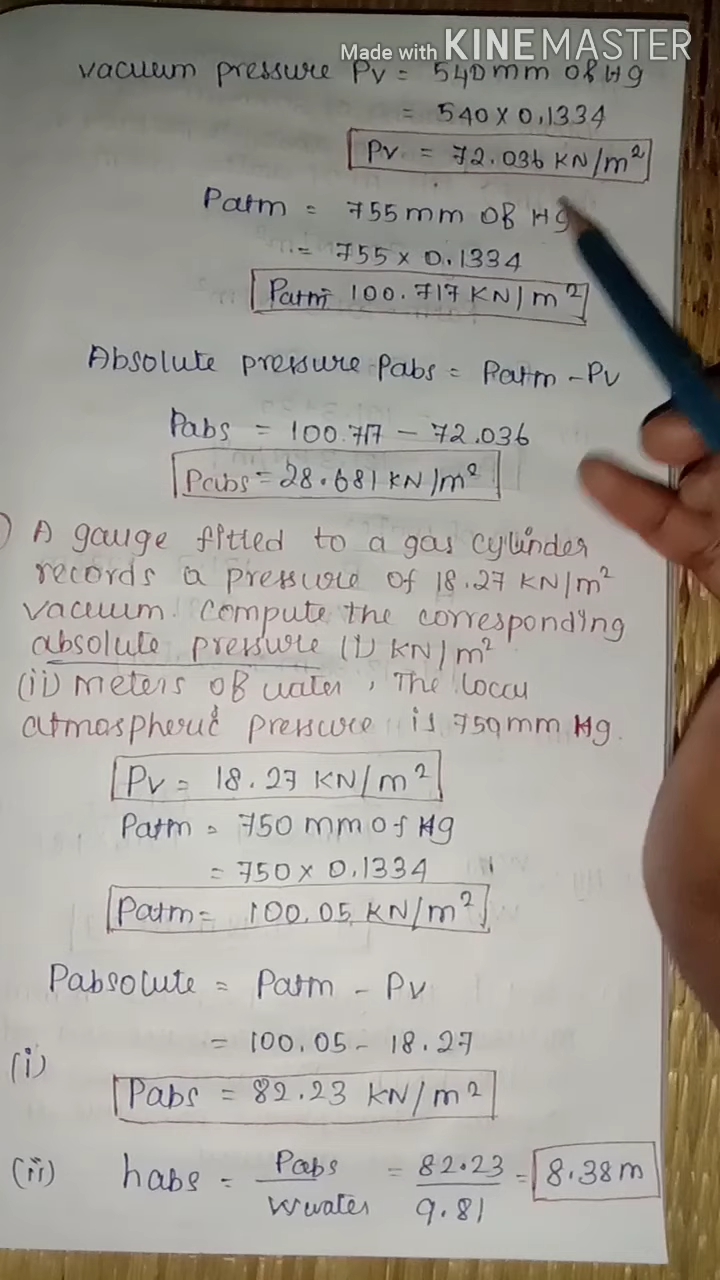 Made with KINEMASTER
vacuum pressure Pv = 540 mm Of Hg
= 540 x 0.1334
Pv = 72.036 KN/m²
Patm = 755 mm Of Hg
= 755 x 0.1334
Patm = 100.717 KN/m²
Absolute pressure Pabs = Patm - Pv
Pabs = 100.717 - 72.036
Pabs = 28.681 KN/m²
) A gauge fitted to a gas cylinder
records a pressure of 18.27 KN/m²
vacuum. Compute the corresponding
absolute pressure (i) KN/m²
(ii) meters of water, The local
atmospheric pressure is 750mm Hg.
Pv = 18.27 KN/m²
Patm = 750 mm Of Hg
= 750 x 0.1334
Patm = 100.05 KN/m²
Pabsolute = Patm - Pv
= 100.05 - 18.27
(i)
Pabs = 82.23 KN/m²
(ii) habs = Pabs/Wwater = 82.23/9.81 = 8.38m